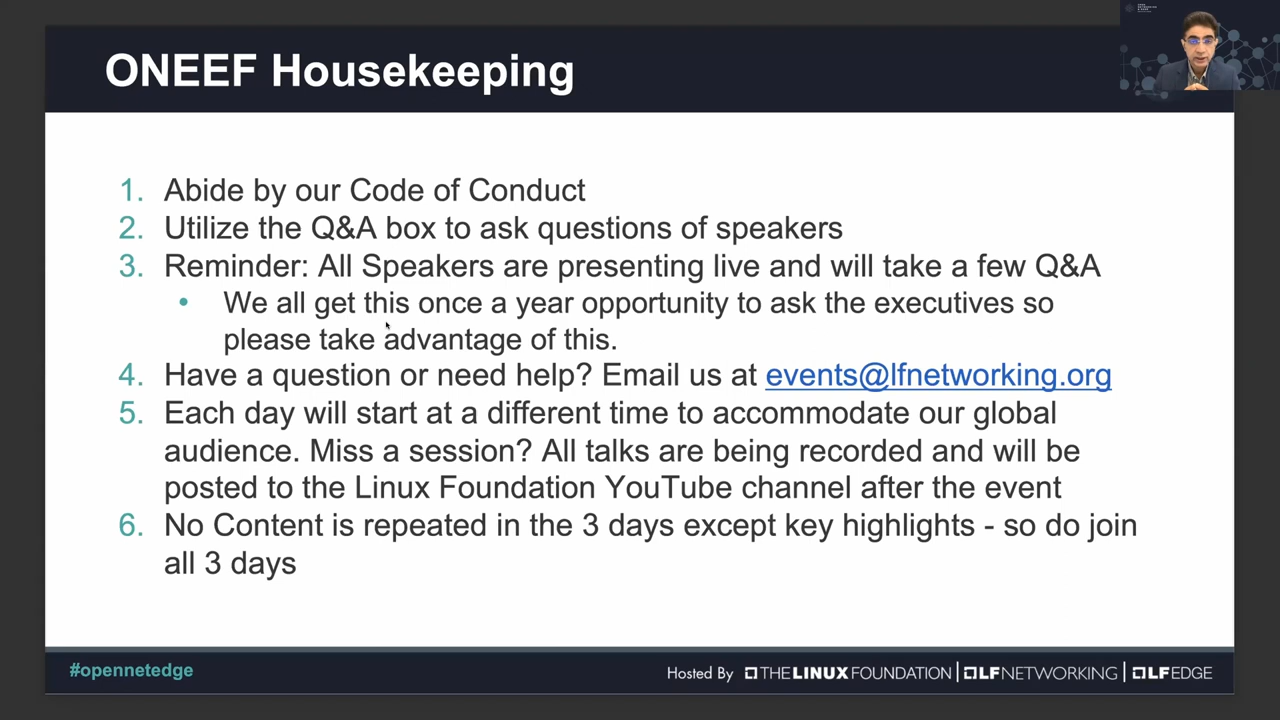 ONEEF Housekeeping
1. Abide by our Code of Conduct
2. Utilize the Q&A box to ask questions of speakers
3. Reminder: All Speakers are presenting live and will take a few Q&A
• We all get this once a year opportunity to ask the executives so
please take advantage of this.
4. Have a question or need help? Email us at events@lfnetworking.org
5. Each day will start at a different time to accommodate our global
audience. Miss a session? All talks are being recorded and will be
posted to the Linux Foundation YouTube channel after the event
6. No Content is repeated in the 3 days except key highlights - so do join
all 3 days
#opennetedge
Hosted By THE LINUX FOUNDATION | LFNETWORKING | LFEDGE